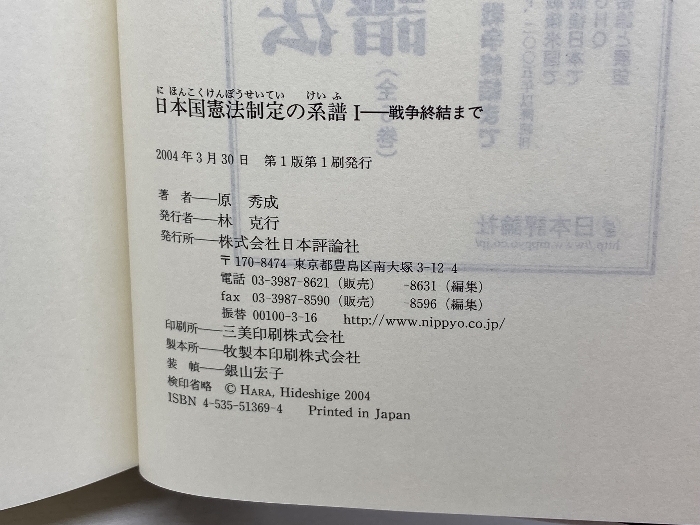 にほんこくけんぽうせいてい けいふ
日本国憲法制定の系譜 I――戦争終結まで
2004年3月30日 第1版第1刷発行
著 者――原 秀成
発行者――林 克行
発行所――株式会社日本評論社
〒170-8474 東京都豊島区南大塚3-12-4
電話 03-3987-8621（販売） -8631（編集）
fax 03-3987-8590（販売） -8596（編集）
振替 00100-3-16 http://www.nippyo.co.jp/
印刷所――三美印刷株式会社
製本所――牧製本印刷株式会社
装 幀――銀山宏子
検印省略 © HARA, Hideshige 2004
ISBN 4-535-51369-4 Printed in Japan